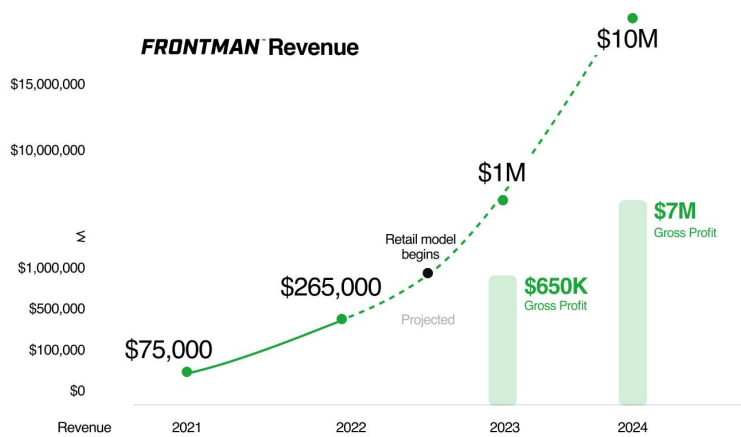 FRONTMAN™ Revenue
$10M
$15,000,000
$10,000,000
$1M
$7M
Gross Profit
Retail model
begins
$1,000,000
$265,000
$650K
Gross Profit
$500,000
Projected
$100,000
$75,000
$0
Revenue
2021
2022
2023
2024